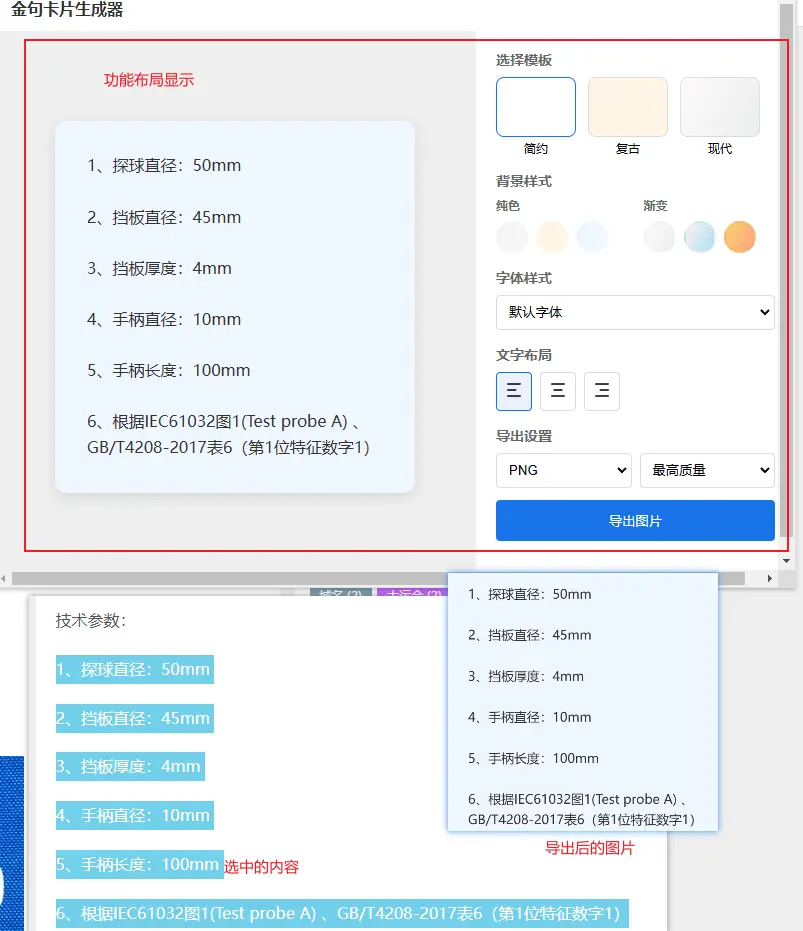 金句卡片生成器
功能布局显示
1、探球直径：50mm
2、挡板直径：45mm
3、挡板厚度：4mm
4、手柄直径：10mm
5、手柄长度：100mm
6、根据IEC61032图1(Test probe A) 、
GB/T4208-2017表6（第1位特征数字1）
选择模板
简约 复古 现代
背景样式
纯色 渐变
字体样式
默认字体
文字布局
导出设置
PNG 最高质量
导出图片
技术参数：
1、探球直径：50mm
2、挡板直径：45mm
3、挡板厚度：4mm
4、手柄直径：10mm
5、手柄长度：100mm
选中的内容
6、根据IEC61032图1(Test probe A) 、GB/T4208-2017表6（第1位特征数字1）
1、探球直径：50mm
2、挡板直径：45mm
3、挡板厚度：4mm
4、手柄直径：10mm
5、手柄长度：100mm
6、根据IEC61032图1(Test probe A) 、
GB/T4208-2017表6（第1位特征数字1）
导出后的图片